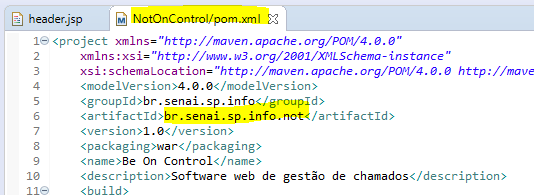 header.jsp NotOnControl/pom.xml
1 <project xmlns="http://maven.apache.org/POM/4.0.0"
2 xmlns:xsi="http://www.w3.org/2001/XMLSchema-instance"
3 xsi:schemaLocation="http://maven.apache.org/POM/4.0.0 http://mave
4 <modelVersion>4.0.0</modelVersion>
5 <groupId>br.senai.sp.info</groupId>
6 <artifactId>br.senai.sp.info.not</artifactId>
7 <version>1.0</version>
8 <packaging>war</packaging>
9 <name>Be On Control</name>
10 <description>Software web de gestão de chamados</description>
11 <build>